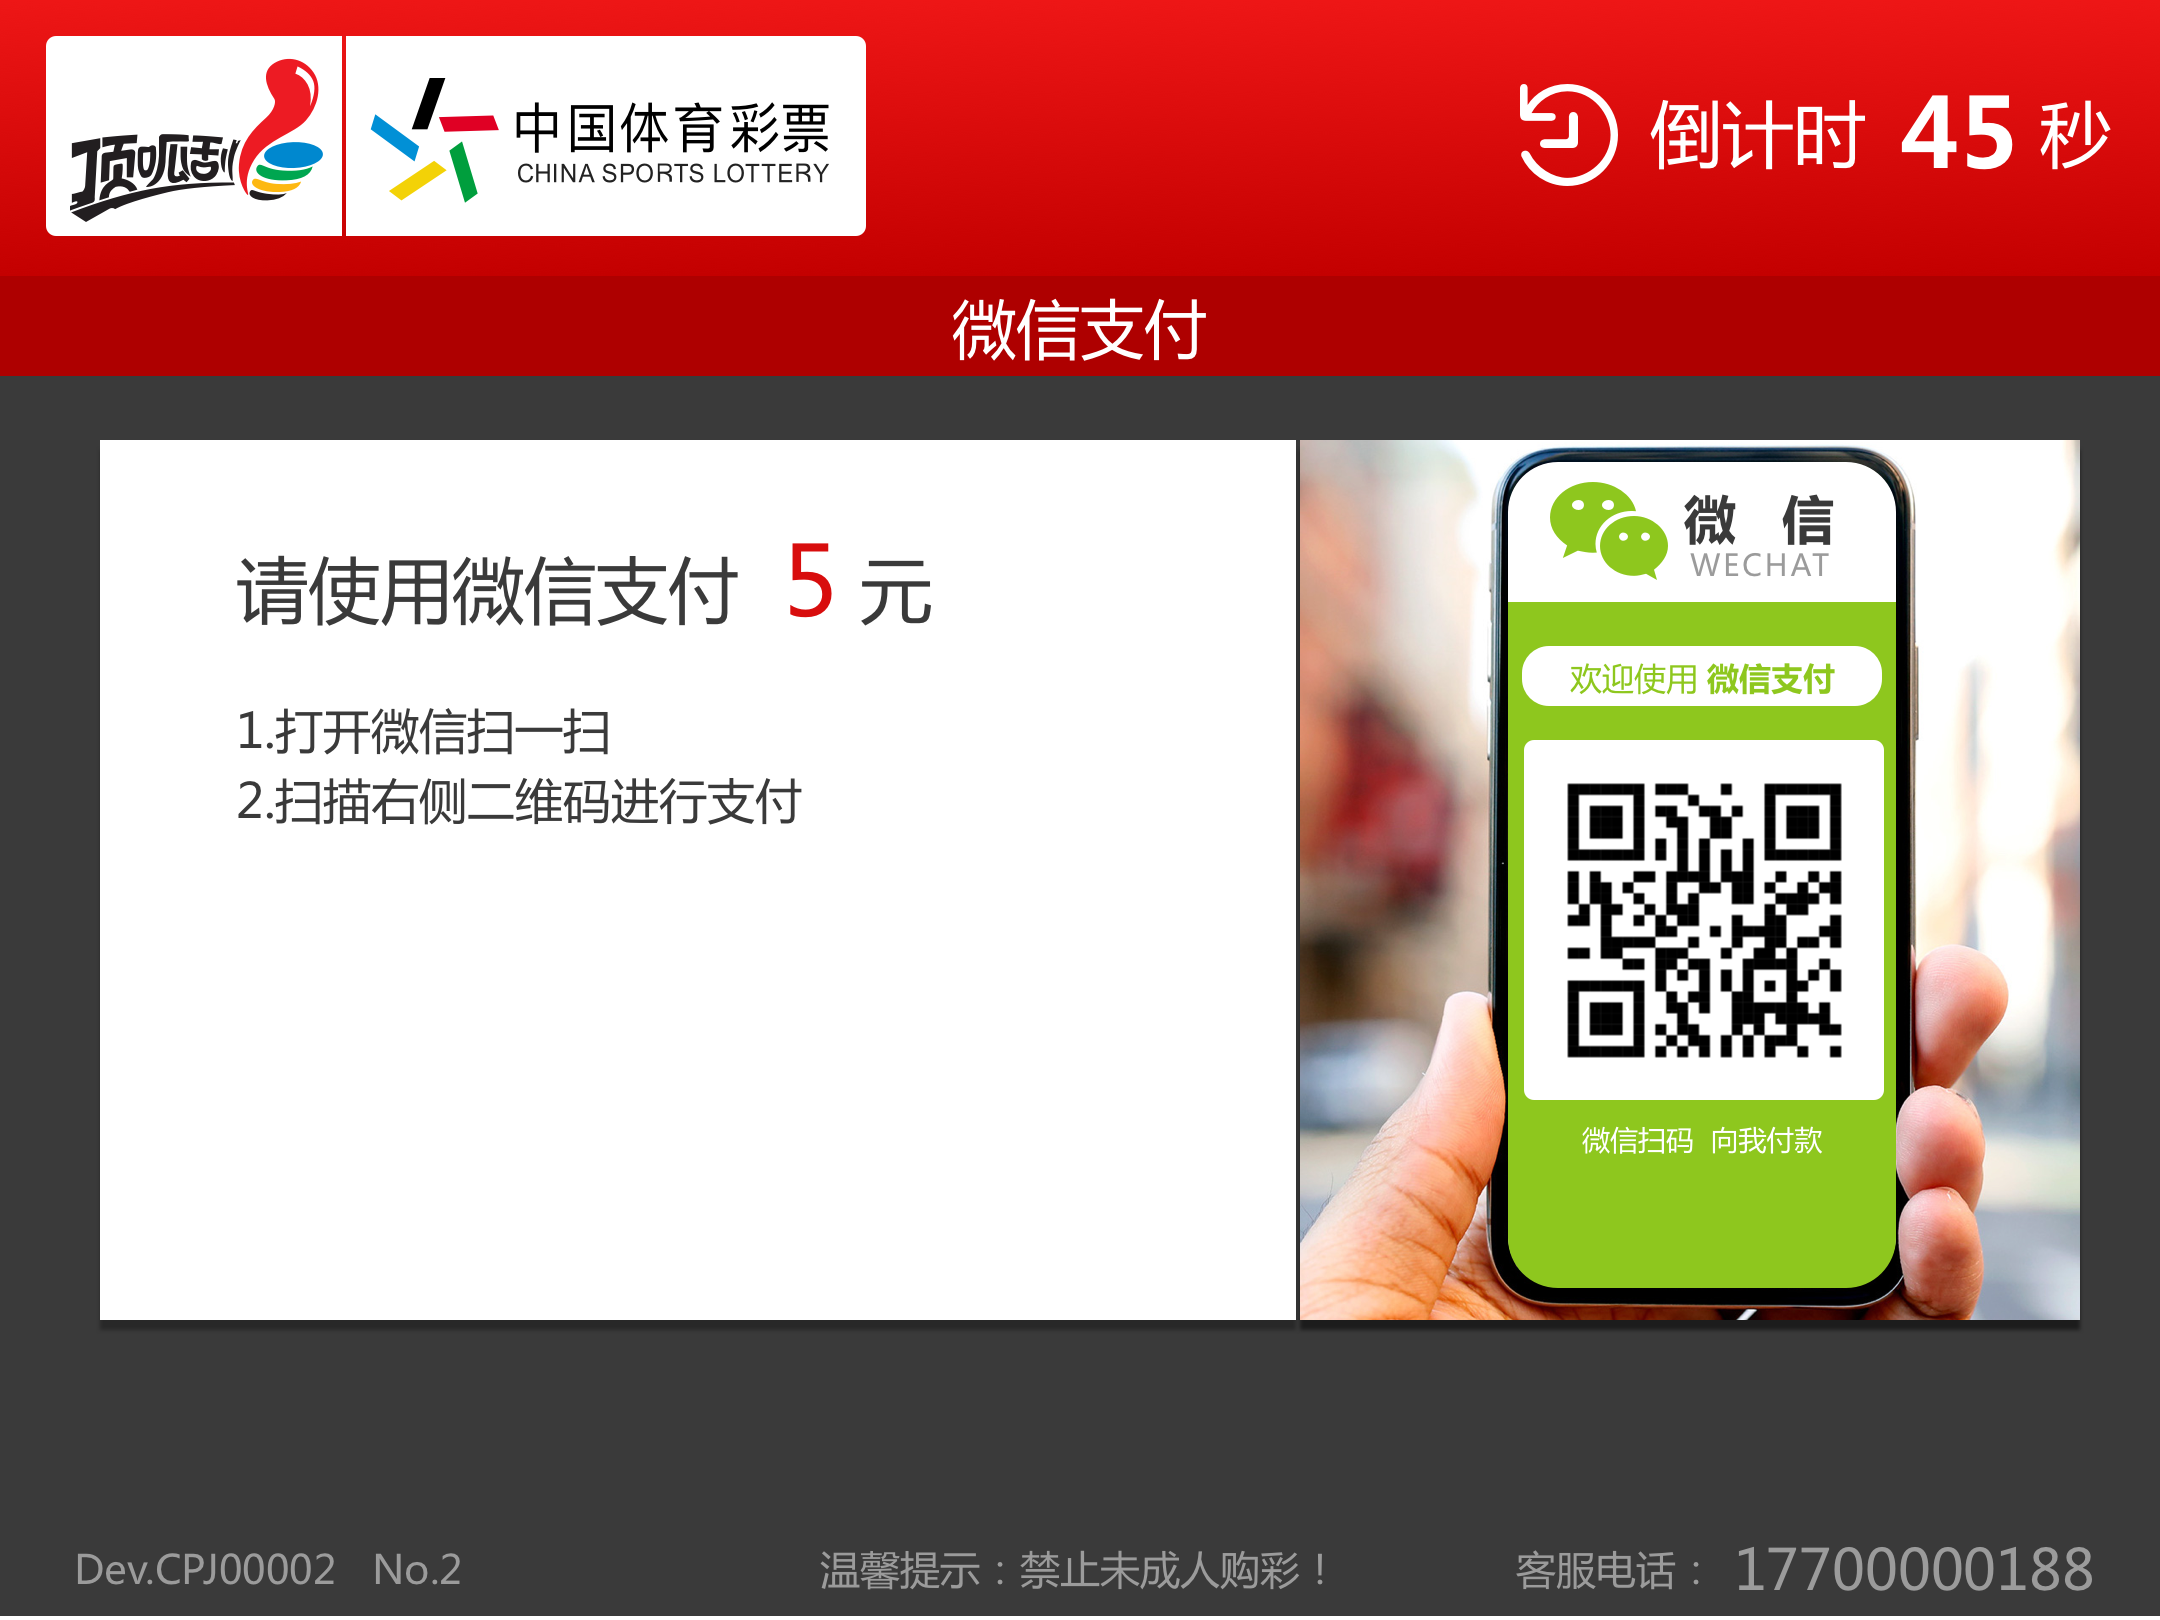 顶呱刮
中国体育彩票
CHINA SPORTS LOTTERY
倒计时 45 秒
微信支付
请使用微信支付 5 元
1.打开微信扫一扫
2.扫描右侧二维码进行支付
微 信
WECHAT
欢迎使用 微信支付
微信扫码 向我付款
Dev.CPJ00002 No.2
温馨提示：禁止未成人购彩！
客服电话： 17700000188